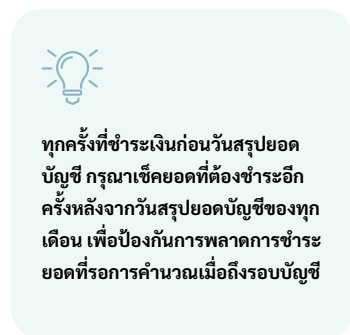 ทุกครั้งที่ชำระเงินก่อนวันสรุปยอด
บัญชี กรุณาเช็คยอดที่ต้องชำระอีก
ครั้งหลังจากวันสรุปยอดบัญชีของทุก
เดือน เพื่อป้องกันการพลาดการชำระ
ยอดที่รอการคำนวณเมื่อถึงรอบบัญชี